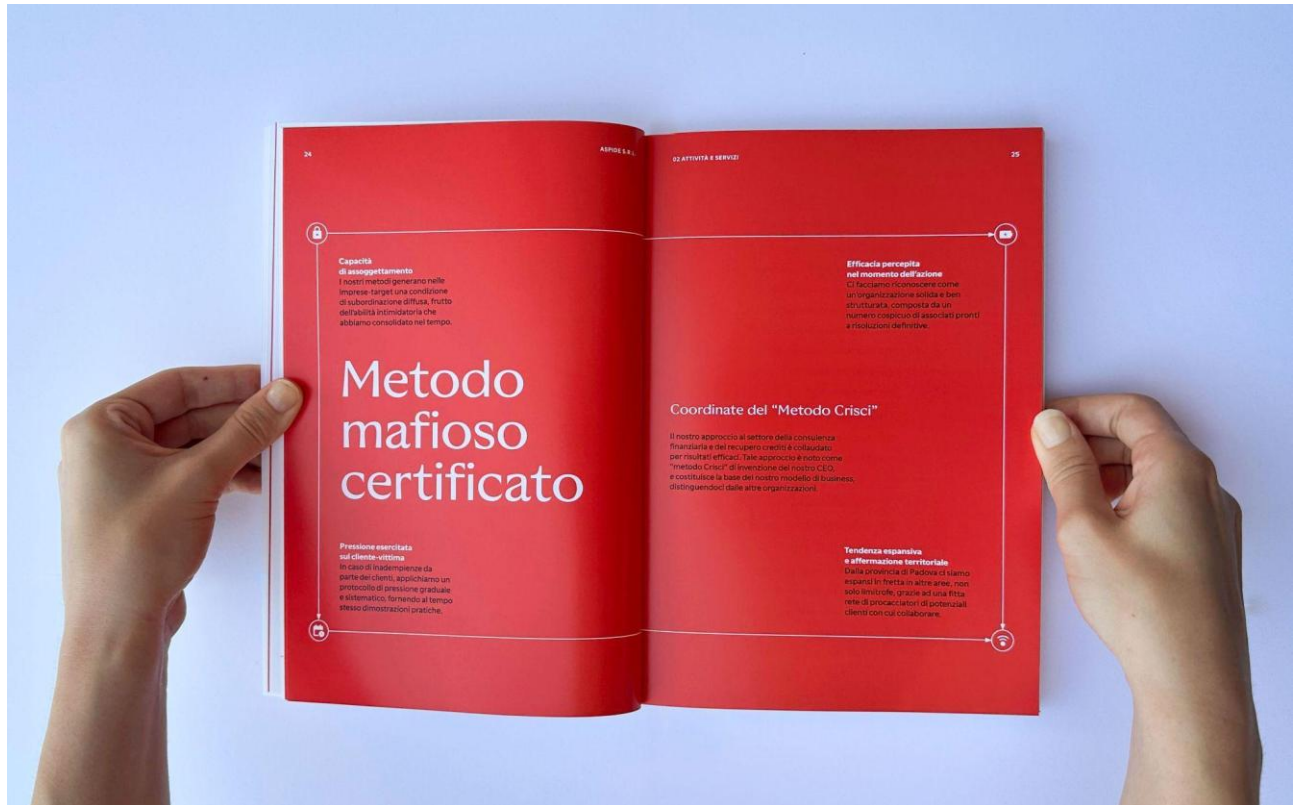 24
ASPIDE S.R.L.
Capacità
di assoggettamento
I nostri metodi generano nelle
imprese-target una condizione
di subordinazione diffusa, frutto
dell'abilità intimidatoria che
abbiamo consolidato nel tempo.
Metodo
mafioso
certificato
Pressione esercitata
sul cliente-vittima
In caso di inadempienze da
parte dei clienti, applichiamo un
protocollo di pressione graduale
e sistematico, fornendo al tempo
stesso dimostrazioni pratiche.
02 ATTIVITÀ E SERVIZI
25
Efficacia percepita
nel momento dell'azione
Ci facciamo riconoscere come
un'organizzazione solida e ben
strutturata, composta da un
numero cospicuo di associati pronti
a risoluzioni definitive.
Coordinate del "Metodo Crisci"
Il nostro approccio al settore della consulenza
finanziaria e del recupero crediti è collaudato
per risultati efficaci. Tale approccio è noto come
"metodo Crisci" di invenzione del nostro CEO,
e costituisce la base del nostro modello di business,
distinguendoci dalle altre organizzazioni.
Tendenza espansiva
e affermazione territoriale
Dalla provincia di Padova ci siamo
espansi in fretta in altre aree, non
solo limitrofe, grazie ad una fitta
rete di procacciatori di potenziali
clienti con cui collaborare.